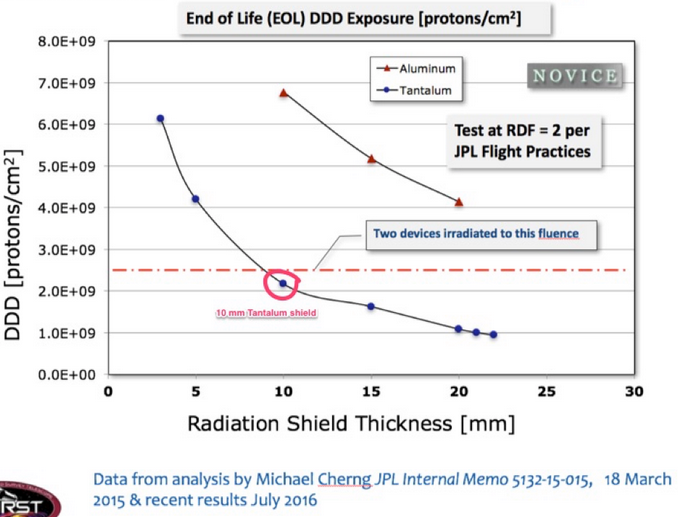 End of Life (EOL) DDD Exposure [protons/cm²]
8.0E+09
7.0E+09
6.0E+09
5.0E+09
4.0E+09
3.0E+09
2.0E+09
1.0E+09
0.0E+00
DDD [protons/cm²]
Aluminum
Tantalum
NOVICE
Test at RDF = 2 per
JPL Flight Practices
Two devices irradiated to this fluence
10 mm Tantalum shield
0 5 10 15 20 25 30
Radiation Shield Thickness [mm]
Data from analysis by Michael Cherng JPL Internal Memo 5132-15-015, 18 March
2015 & recent results July 2016